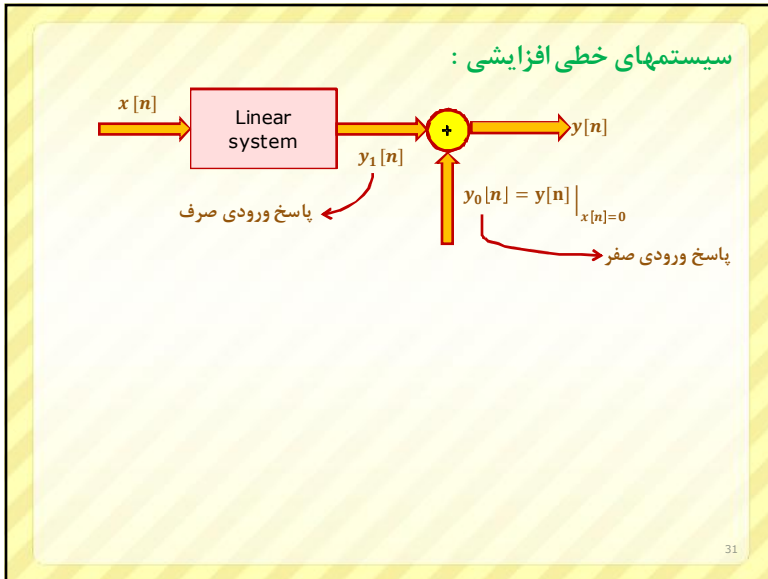 سیستمهای خطی افزایشی :
x [n]
Linear
system
+
y[n]
y₁[n]
پاسخ ورودی صرف
y₀[n] = y[n] |ₓ[ₙ]₌₀
پاسخ ورودی صفر
31